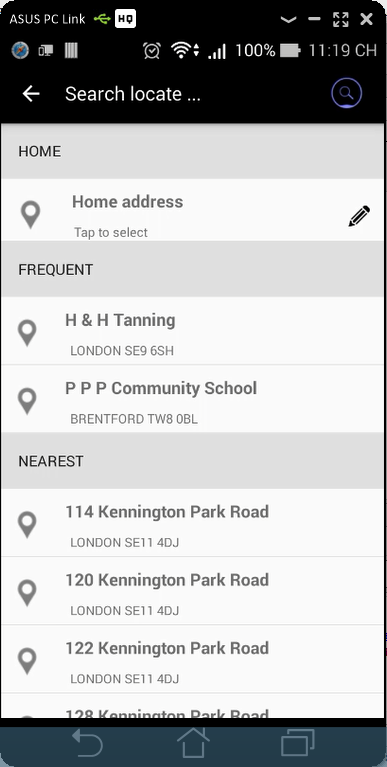 ASUS PC Link HQ
100% 11:19 CH
Search locate ...
HOME
Home address
Tap to select
FREQUENT
H & H Tanning
LONDON SE9 6SH
P P P Community School
BRENTFORD TW8 0BL
NEAREST
114 Kennington Park Road
LONDON SE11 4DJ
120 Kennington Park Road
LONDON SE11 4DJ
122 Kennington Park Road
LONDON SE11 4DJ
128 Kennington Park Road